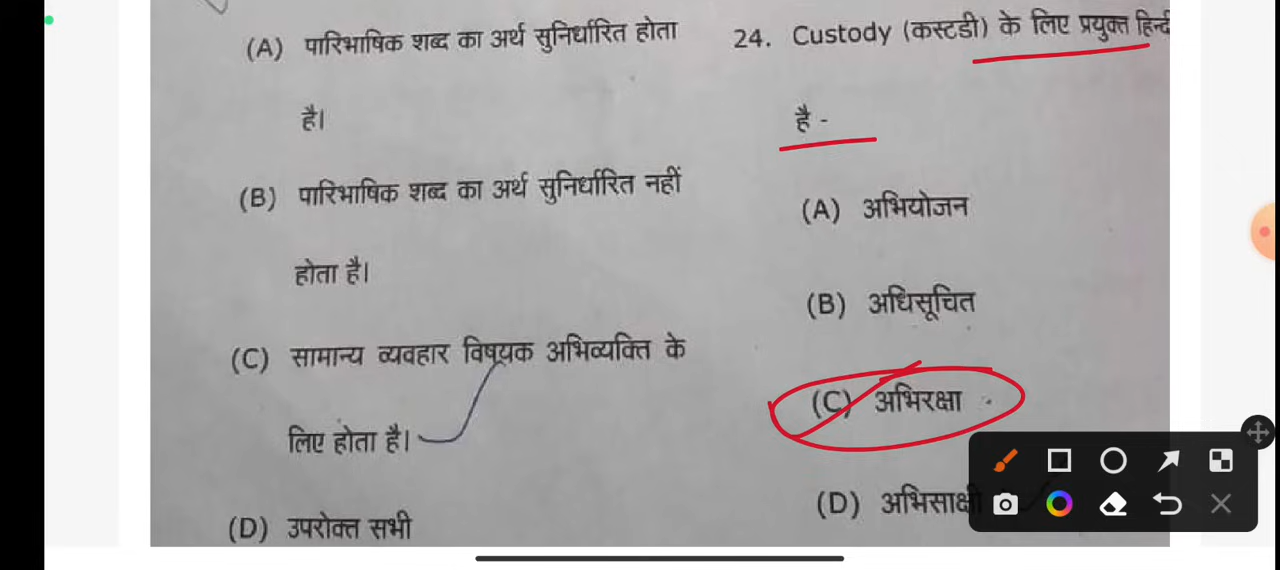 (A) पारिभाषिक शब्द का अर्थ सुनिर्धारित होता
है।
(B) पारिभाषिक शब्द का अर्थ सुनिर्धारित नहीं
होता है।
(C) सामान्य व्यवहार विषयक अभिव्यक्ति के
लिए होता है।
(D) उपरोक्त सभी
24. Custody (कस्टडी) के लिए प्रयुक्त
है -
(A) अभियोजन
(B) अधिसूचित
(C) अभिरक्षा
(D) अभिसाक्षी